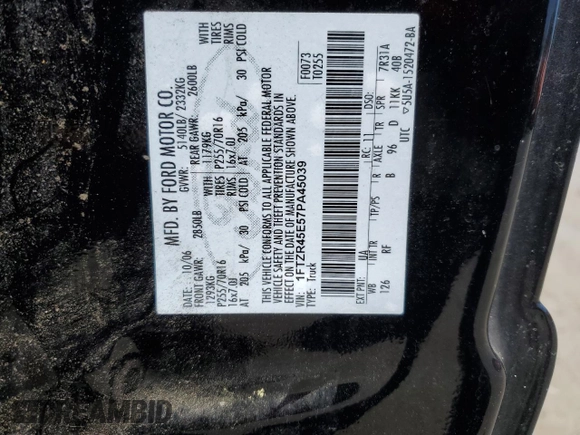 MFD. BY FORD MOTOR CO.
DATE: 10/06 GVWR: 5140LB/ 2332KG
FRONT GAWR: 2850LB REAR GAWR: 2600LB
1293KG 1179KG
P255/70R16 TIRES P255/70R16 TIRES
16x7.0J RIMS 16x7.0J RIMS
AT 205 kPa/ 30 PSI COLD AT 205 kPa/ 30 PSI COLD
THIS VEHICLE CONFORMS TO ALL APPLICABLE FEDERAL MOTOR
VEHICLE SAFETY AND THEFT PREVENTION STANDARDS IN
EFFECT ON THE DATE OF MANUFACTURE SHOWN ABOVE.
VIN: 1FTZR45E57PA45039 F0073
TYPE: Truck T0255
EXT PNT: UA RC: 11 DSO:
WB INT TR TP/PS R AXLE TR SPR 7R31A
126 RF B 96 D 11KK 40B
UTC ▽5U5A-1520472-BA
STREAMBID